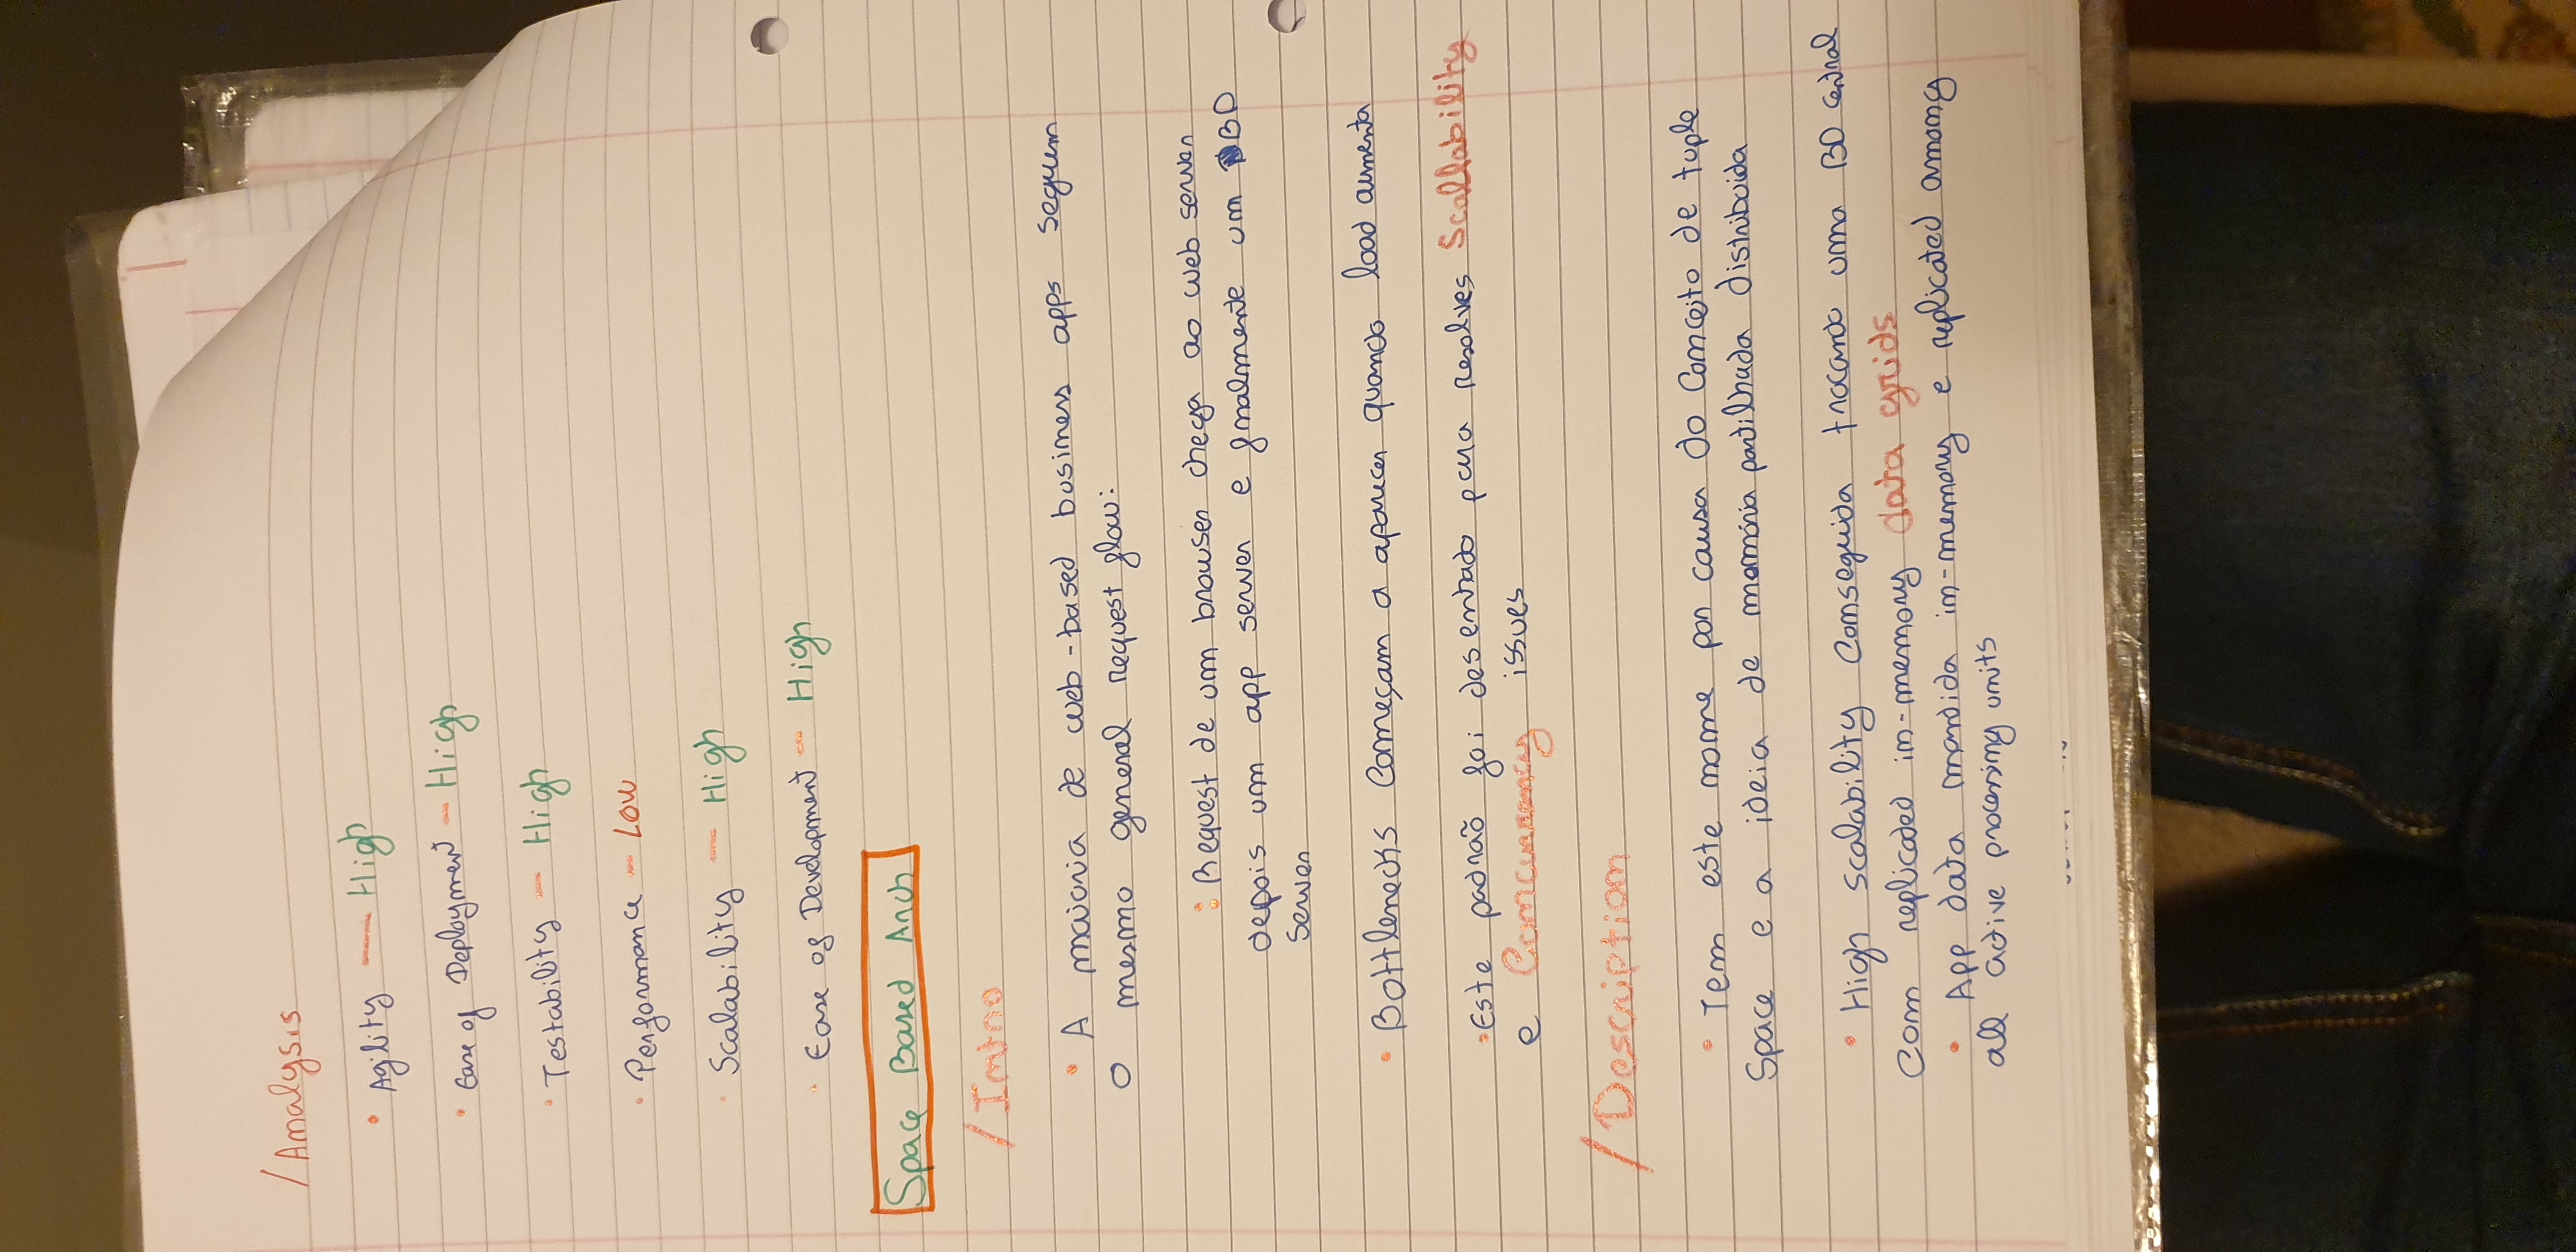 /Analysis
• Agility — High
• Ease of Deployment - High
• Testability - High
• Performance - Low
• Scalability - High
• Ease of Development - High
Space Based Arch
/Intro
• A maioria de web-based business apps seguem
o mesmo general request flow:
: Request de um browser chega ao web server
depois um app server e finalmente um BD
server
• Bottlenecks começam a aparecer quando load aumenta
• Este padrão foi desenhado para resolver Scallability
e Concurrency issues
/Description
• Tem este nome por causa do conceito de tuple
space e a ideia de memória partilhada distribuida
• High scalability conseguida trocando uma BD central
com replicated in-memory data grids
• App data mantida in-memory e replicated among
all active processing units